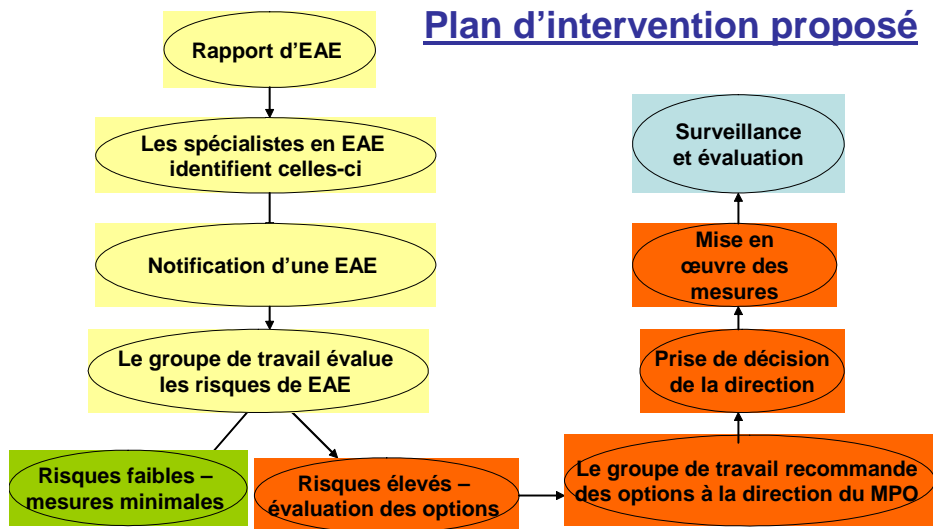 Plan d’intervention proposé
Rapport d’EAE
Les spécialistes en EAE
identifient celles-ci
Notification d’une EAE
Le groupe de travail évalue
les risques de EAE
Risques faibles –
mesures minimales
Risques élevés –
évaluation des options
Le groupe de travail recommande
des options à la direction du MPO
Prise de décision
de la direction
Mise en
œuvre des
mesures
Surveillance
et évaluation